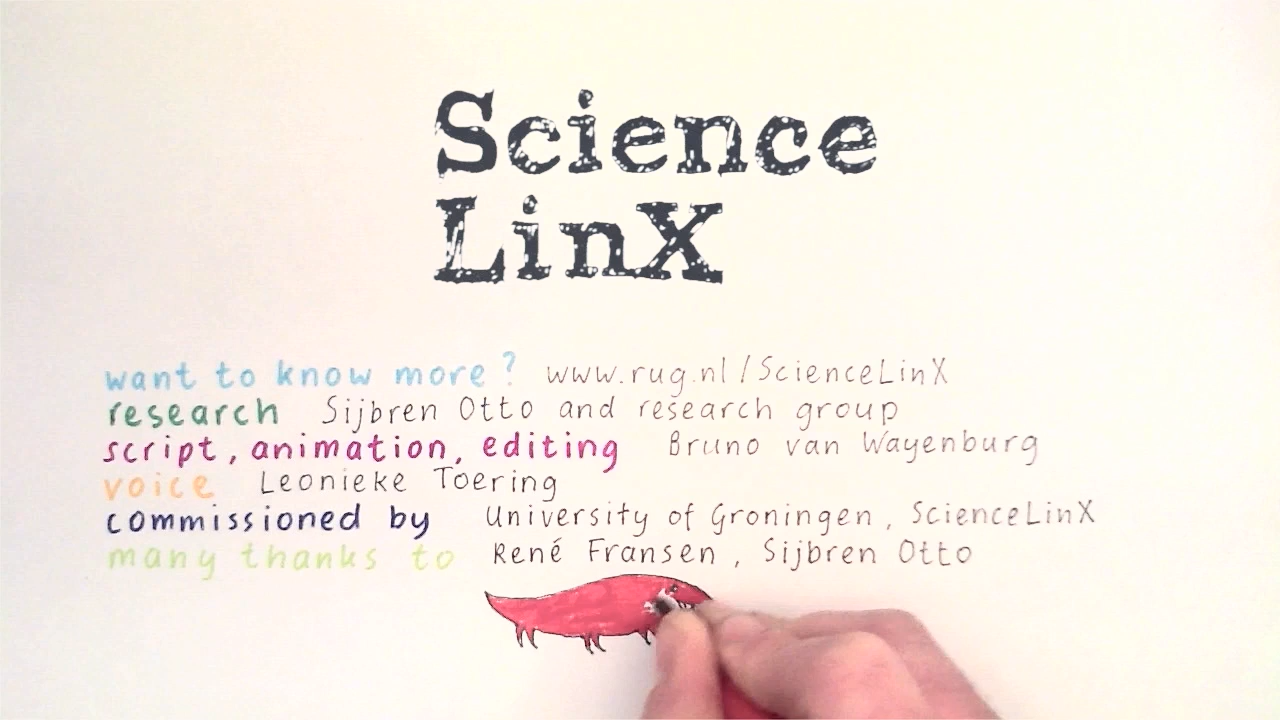 Science
LinX
want to know more? www.rug.nl/ScienceLinX
research Sijbren Otto and research group
script, animation, editing Bruno van Wayenburg
voice Leonieke Toering
commissioned by University of Groningen, ScienceLinX
many thanks to René Fransen, Sijbren Otto